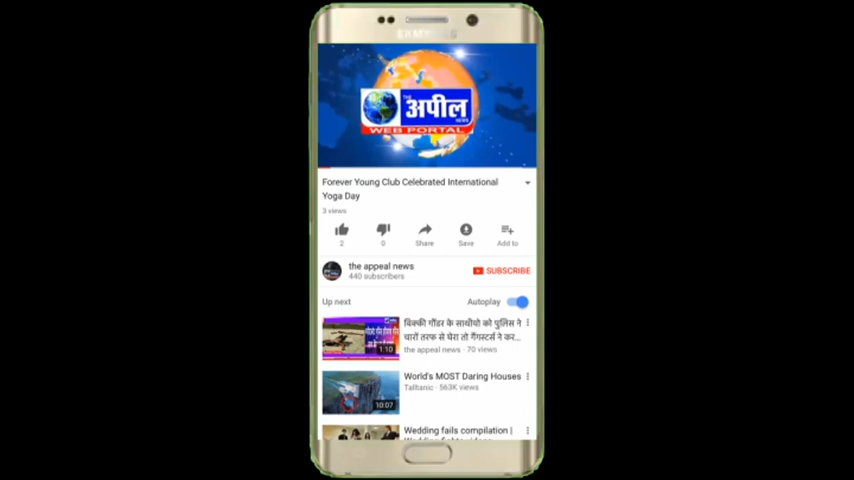 SAMSUNG
THE
अपील
NEWS
WEB PORTAL
Forever Young Club Celebrated International
Yoga Day
3 views
2
0
Share
Save
Add to
the appeal news
440 subscribers
SUBSCRIBE
Up next
Autoplay
विक्की गौंडर के साथीयो को पुलिस ने
चारों तरफ से घेरा तो गैंगस्टर्स ने कर...
the appeal news · 70 views
1:10
World's MOST Daring Houses
Talltanic · 563K views
10:07
Wedding fails compilation |